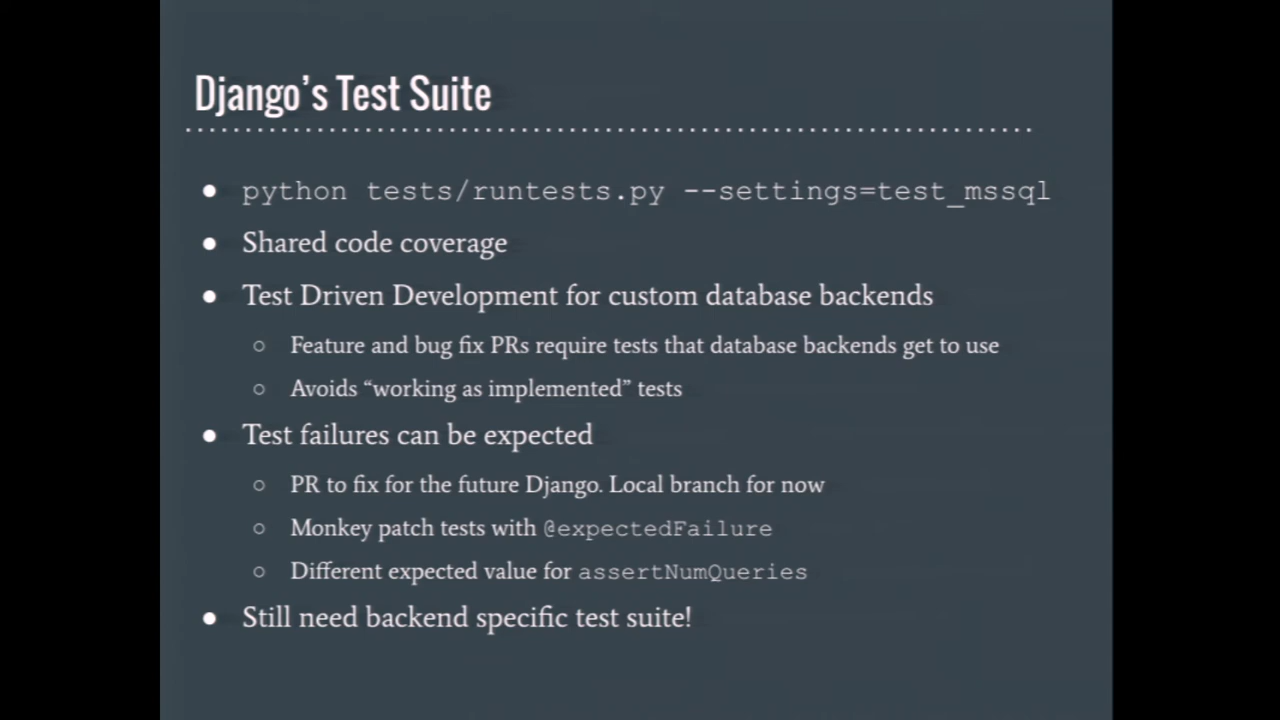 Django's Test Suite
● python tests/runtests.py --settings=test_mssql
● Shared code coverage
● Test Driven Development for custom database backends
○ Feature and bug fix PRs require tests that database backends get to use
○ Avoids “working as implemented” tests
● Test failures can be expected
○ PR to fix for the future Django. Local branch for now
○ Monkey patch tests with @expectedFailure
○ Different expected value for assertNumQueries
● Still need backend specific test suite!